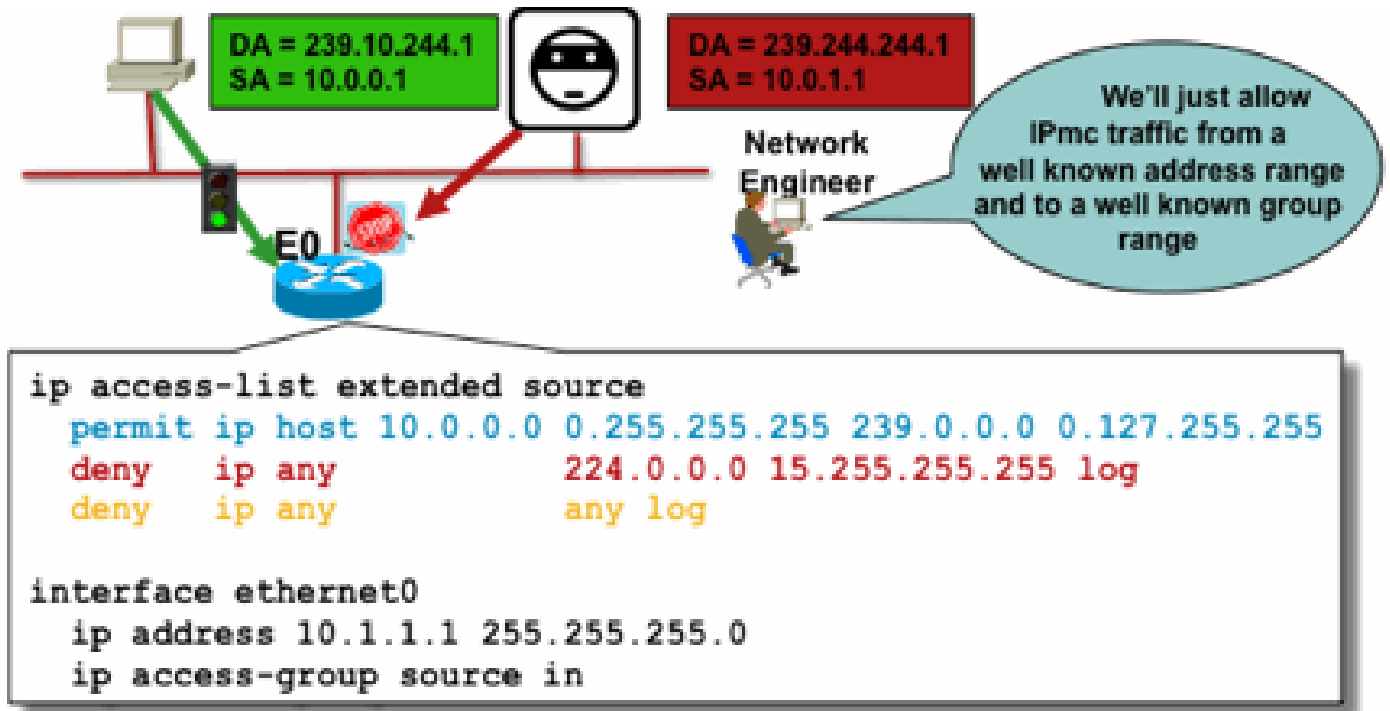 DA = 239.10.244.1
SA = 10.0.0.1
DA = 239.244.244.1
SA = 10.0.1.1
Network
Engineer
We'll just allow
IPmc traffic from a
well known address range
and to a well known group
range
STOP
E0
ip access-list extended source
permit ip host 10.0.0.0 0.255.255.255 239.0.0.0 0.127.255.255
deny ip any 224.0.0.0 15.255.255.255 log
deny ip any any log
interface ethernet0
ip address 10.1.1.1 255.255.255.0
ip access-group source in